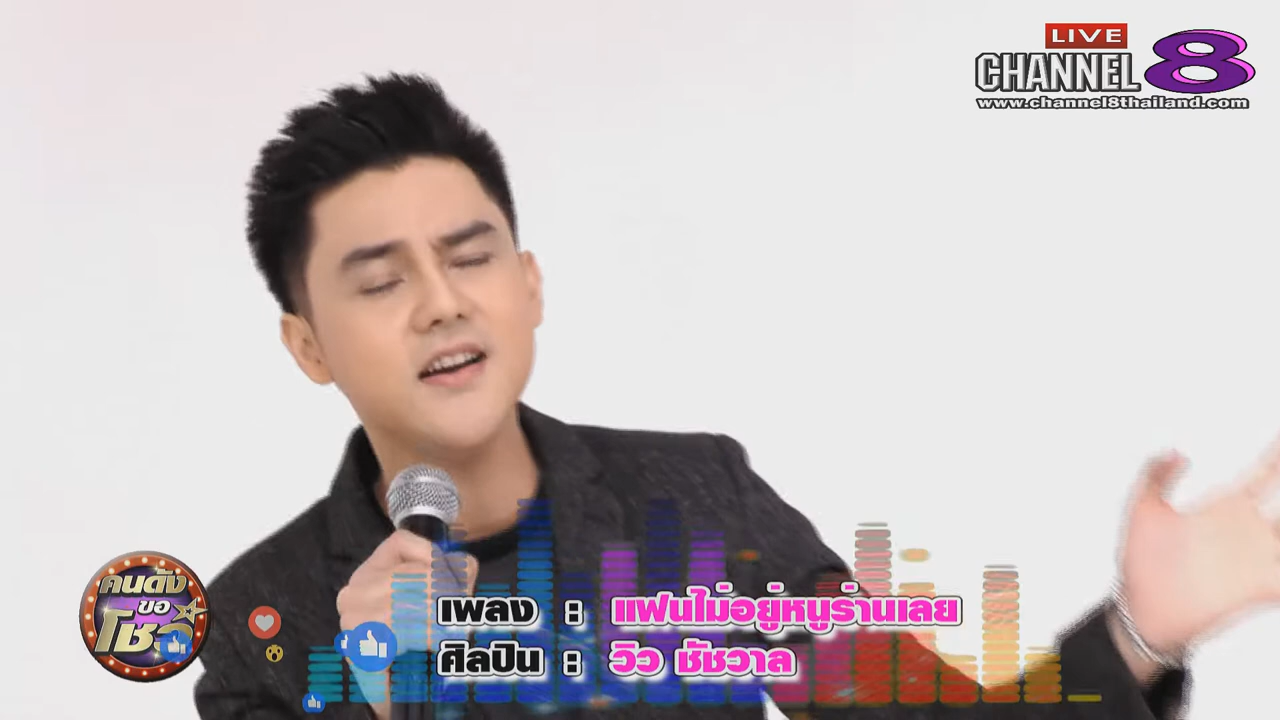 LIVE
CHANNEL 8
www.channel8thailand.com
คนดัง
ขอ
โชว์
เพลง : แฟนไม่อยู่หนูร่านเลย
ศิลปิน : วิว ชัชวาล